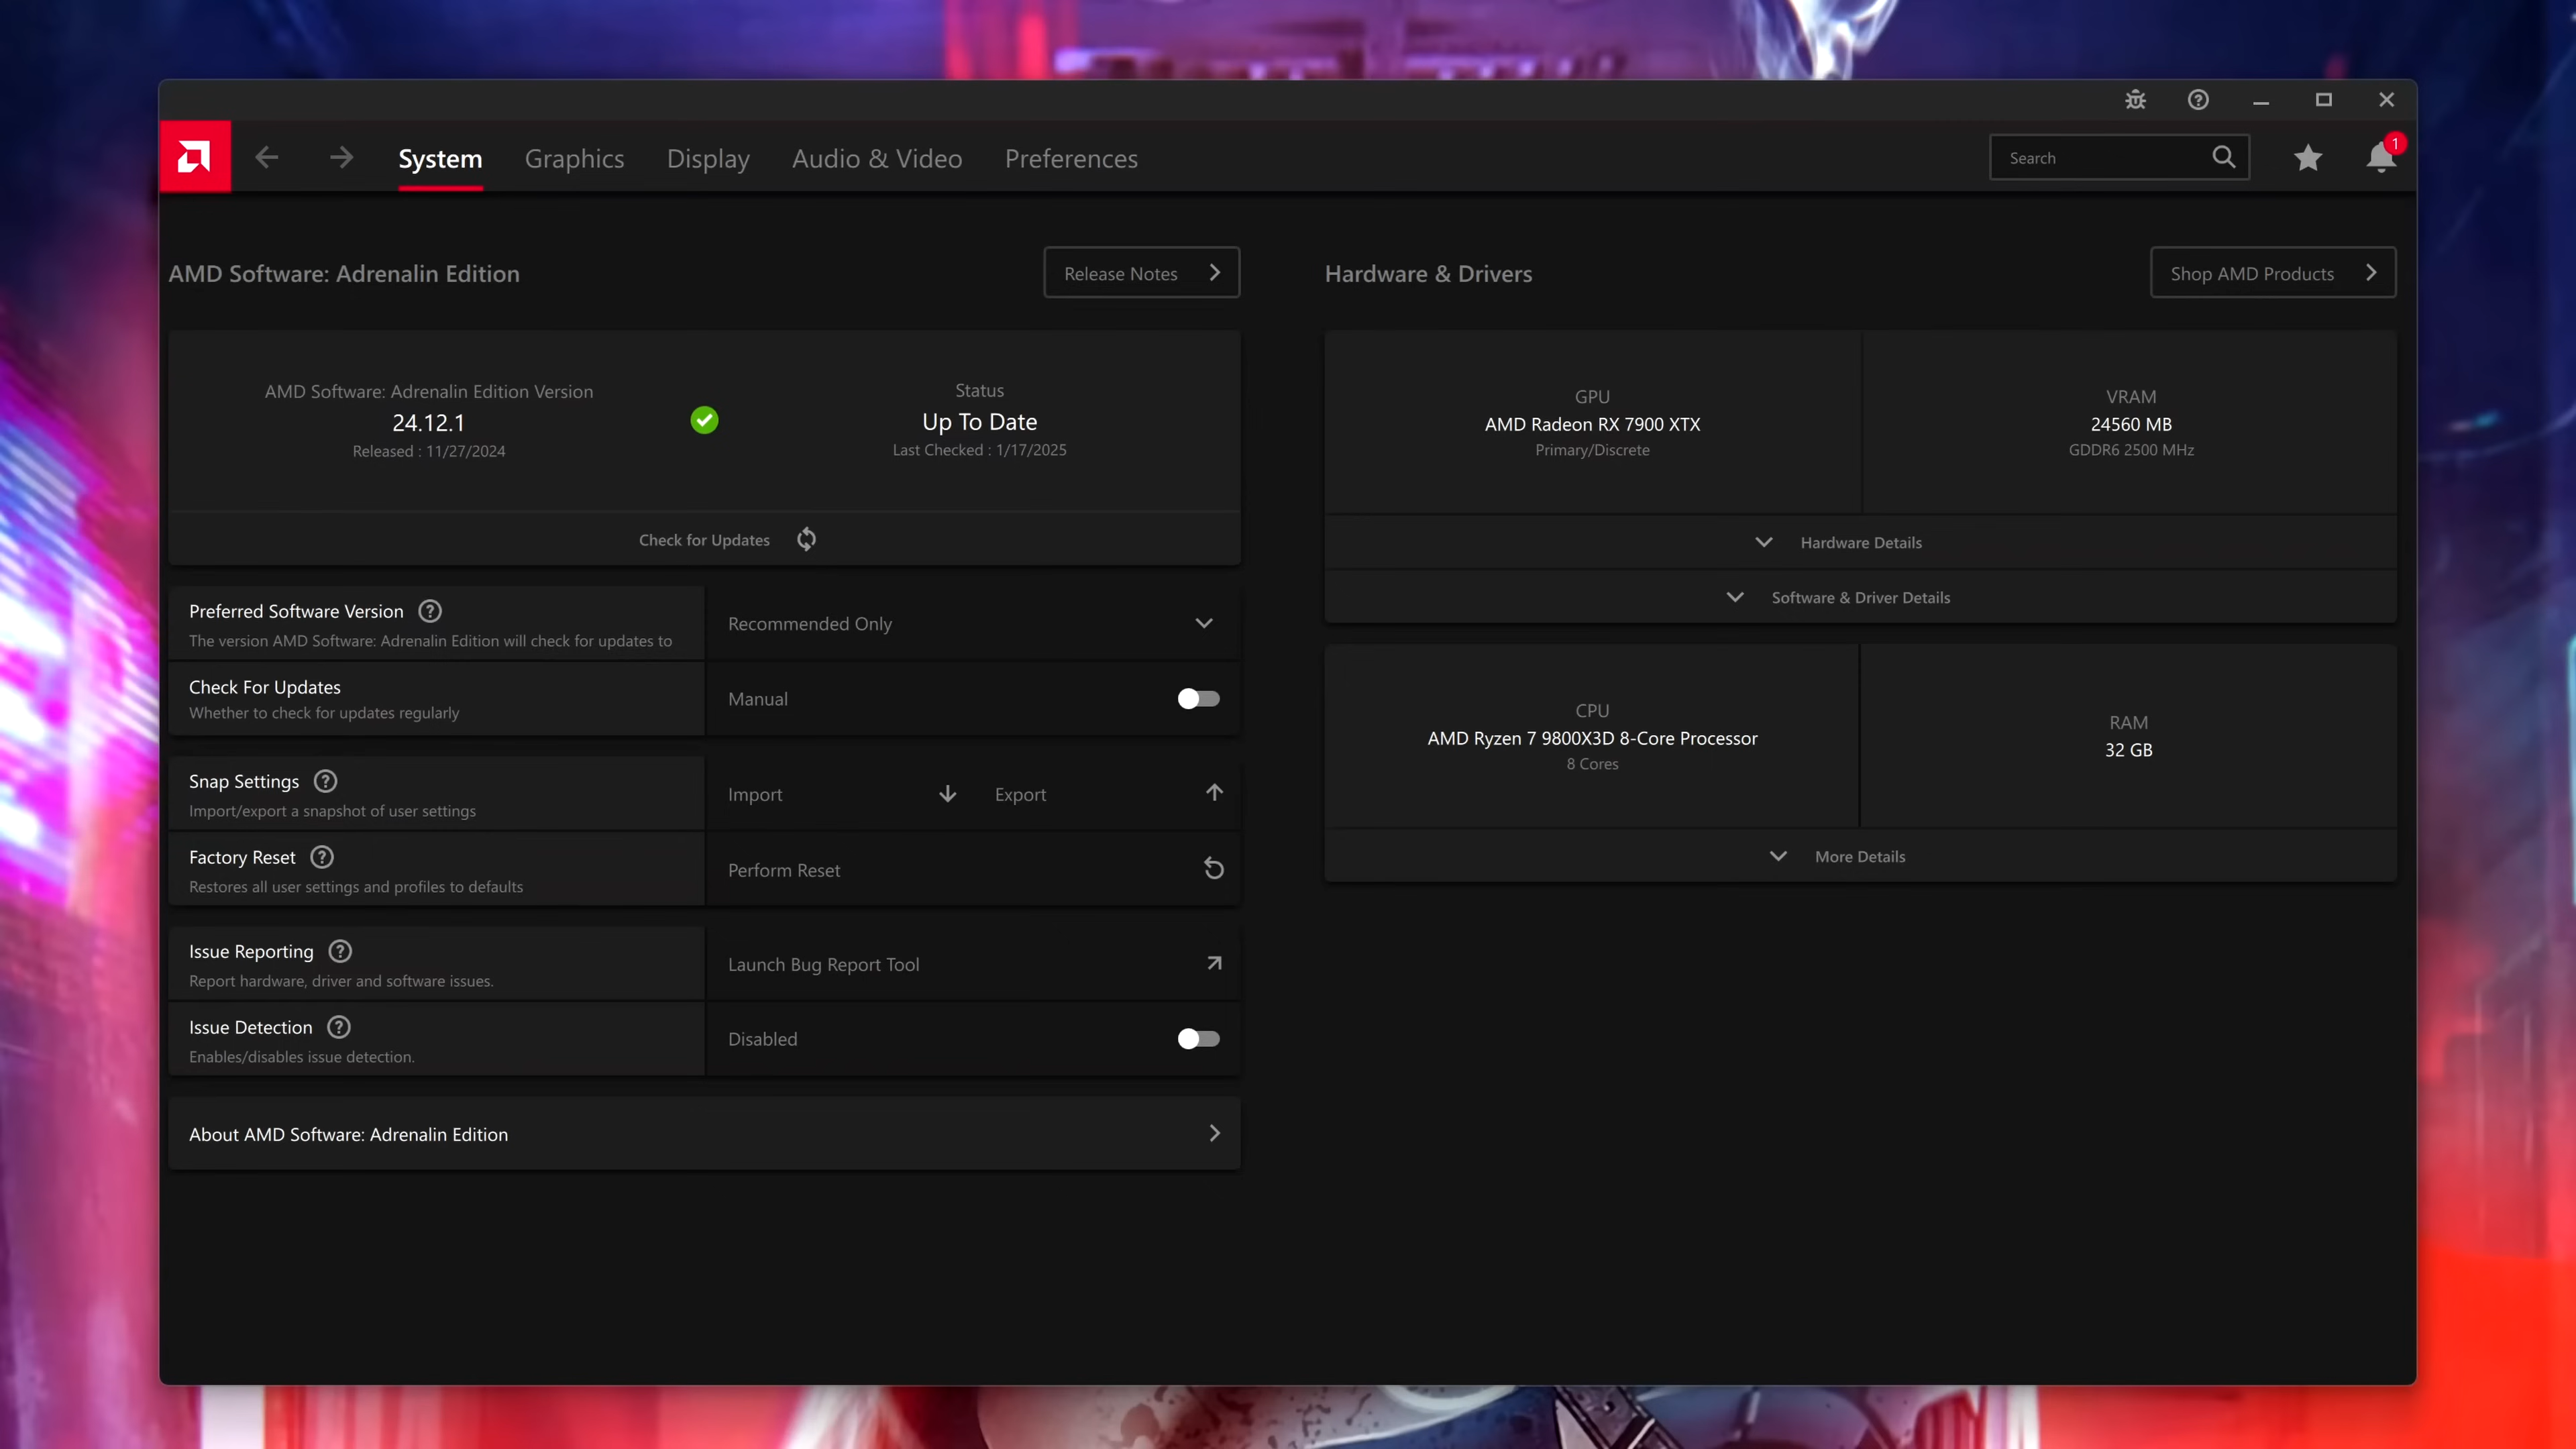 System
Graphics
Display
Audio & Video
Preferences
Search
1
AMD Software: Adrenalin Edition
Release Notes
AMD Software: Adrenalin Edition Version
24.12.1
Released : 11/27/2024
Status
Up To Date
Last Checked : 1/17/2025
Check for Updates
Preferred Software Version
The version AMD Software: Adrenalin Edition will check for updates to
Recommended Only
Check For Updates
Whether to check for updates regularly
Manual
Snap Settings
Import/export a snapshot of user settings
Import
Export
Factory Reset
Restores all user settings and profiles to defaults
Perform Reset
Issue Reporting
Report hardware, driver and software issues.
Launch Bug Report Tool
Issue Detection
Enables/disables issue detection.
Disabled
About AMD Software: Adrenalin Edition
Hardware & Drivers
Shop AMD Products
GPU
AMD Radeon RX 7900 XTX
Primary/Discrete
VRAM
24560 MB
GDDR6 2500 MHz
Hardware Details
Software & Driver Details
CPU
AMD Ryzen 7 9800X3D 8-Core Processor
8 Cores
RAM
32 GB
More Details